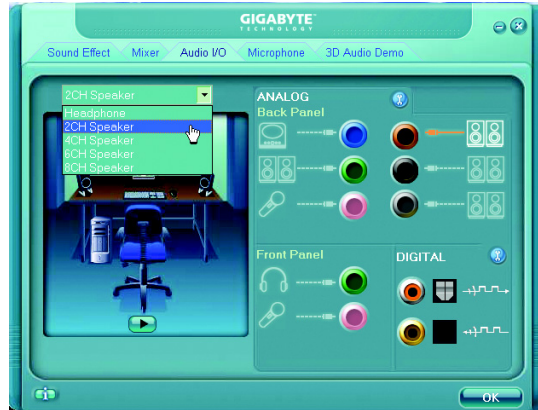 GIGABYTE
TECHNOLOGY
Sound Effect
Mixer
Audio I/O
Microphone
3D Audio Demo
2CH Speaker
Headphone
2CH Speaker
4CH Speaker
6CH Speaker
8CH Speaker
ANALOG
Back Panel
Front Panel
DIGITAL
OK